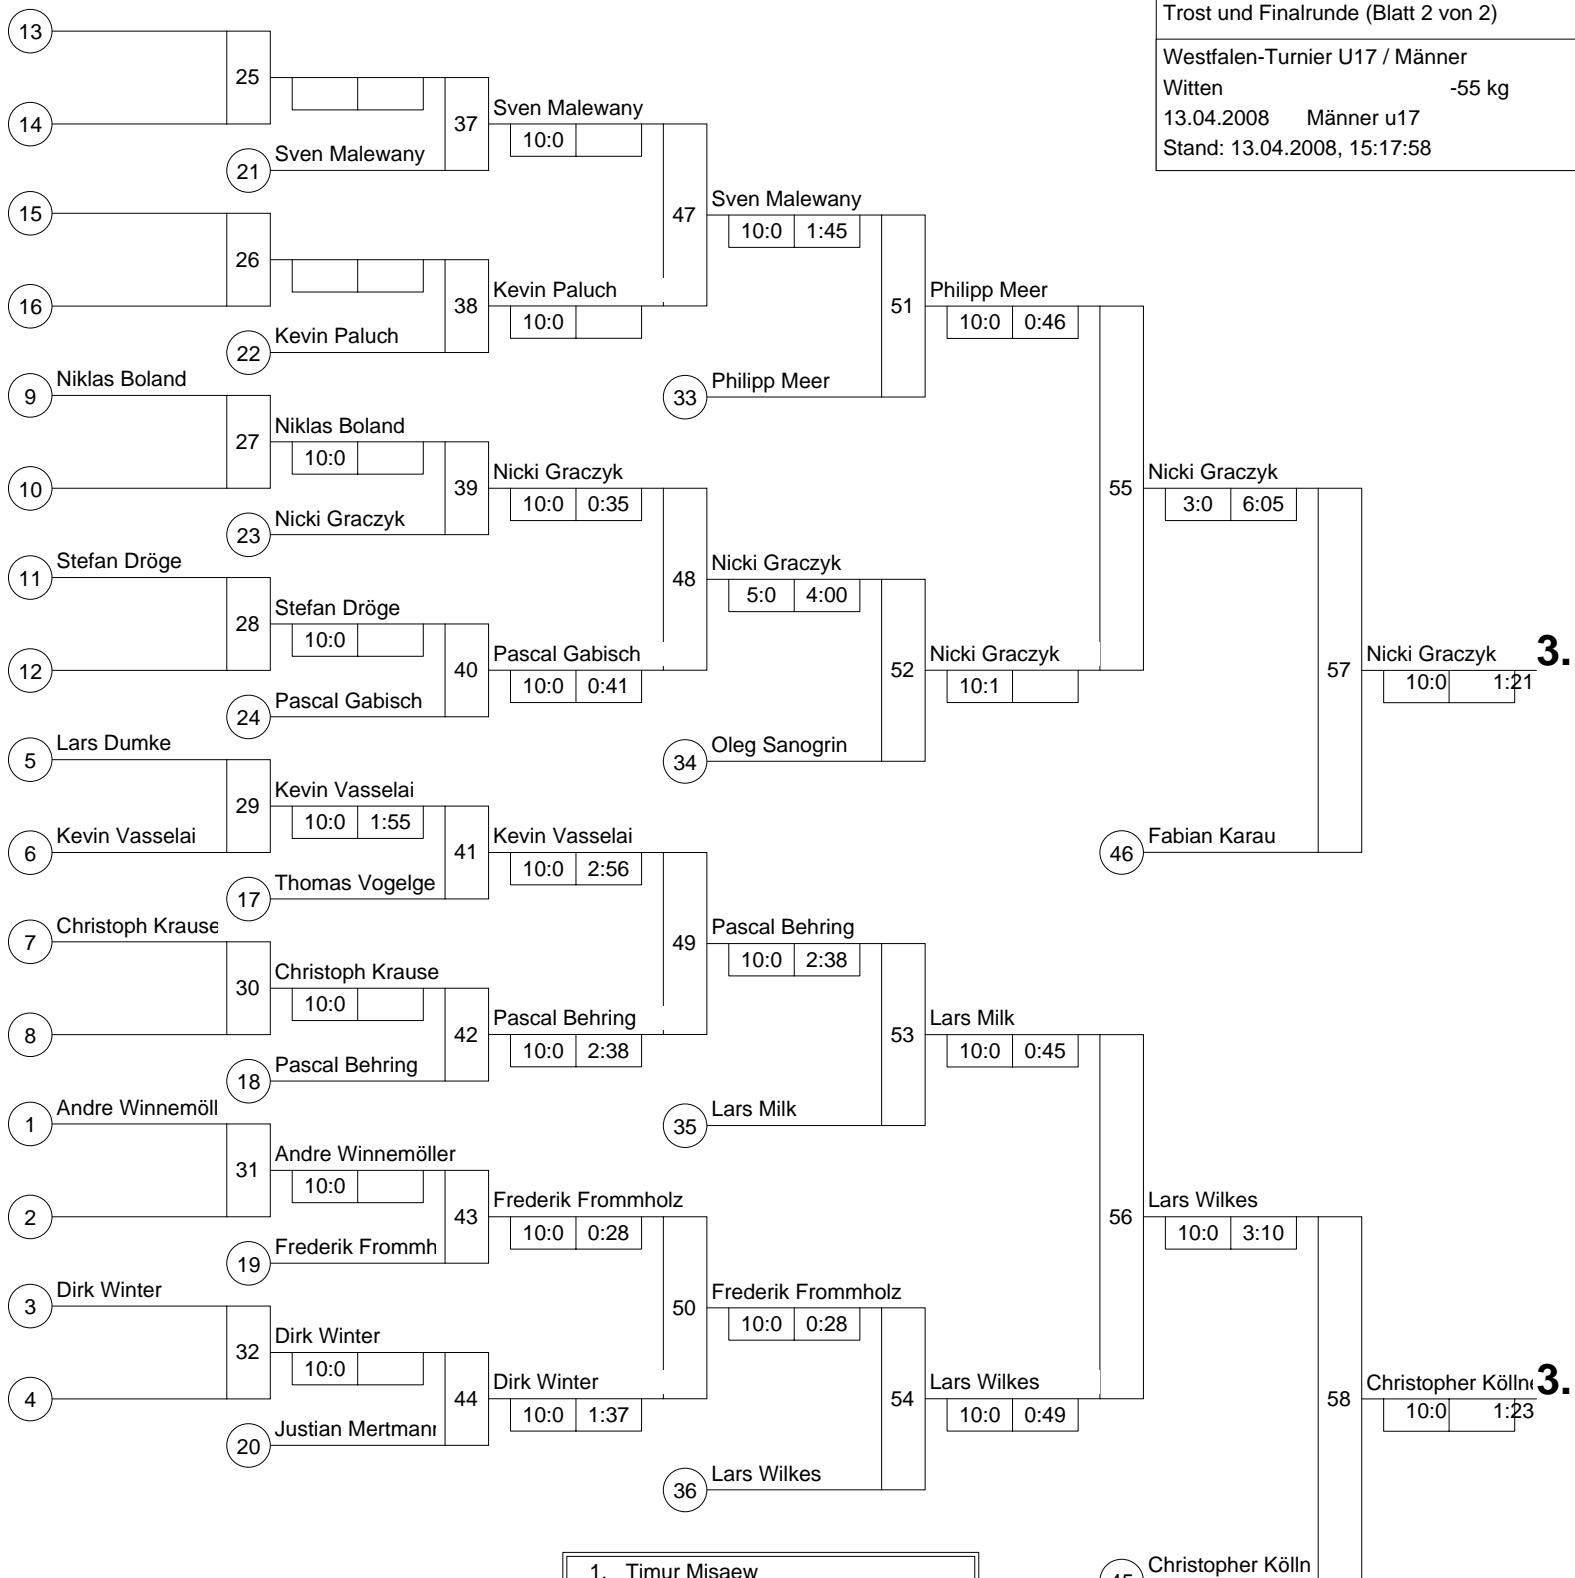 Trost und Finalrunde (Blatt 2 von 2)
Westfalen-Turnier U17 / Männer
Witten -55 kg
13.04.2008 Männer u17
Stand: 13.04.2008, 15:17:58
13
25
14
37
Sven Malewany
10:0
21 Sven Malewany
15
26
16
38
Kevin Paluch
10:0
22 Kevin Paluch
47
Sven Malewany
10:0 1:45
51
Philipp Meer
10:0 0:46
33 Philipp Meer
9 Niklas Boland
27
10
Niklas Boland
10:0
39
23 Nicki Graczyk
Nicki Graczyk
10:0 0:35
11 Stefan Dröge
28
12
Stefan Dröge
10:0
40
24 Pascal Gabisch
Pascal Gabisch
10:0 0:41
48
Nicki Graczyk
5:0 4:00
52
Nicki Graczyk
10:1
34 Oleg Sanogrin
55
Nicki Graczyk
3:0 6:05
57
Nicki Graczyk 3.
10:0 1:21
46 Fabian Karau
5 Lars Dumke
29
6 Kevin Vasselai
Kevin Vasselai
10:0 1:55
41
17 Thomas Vogelge
Kevin Vasselai
10:0 2:56
7 Christoph Krause
30
8
Christoph Krause
10:0
42
18 Pascal Behring
Pascal Behring
10:0 2:38
49
Pascal Behring
10:0 2:38
53
Lars Milk
10:0 0:45
35 Lars Milk
1 Andre Winnemöll
31
2
Andre Winnemöller
10:0
43
19 Frederik Frommh
Frederik Frommholz
10:0 0:28
3 Dirk Winter
32
4
Dirk Winter
10:0
44
20 Justian Mertmann
Dirk Winter
10:0 1:37
50
Frederik Frommholz
10:0 0:28
54
Lars Wilkes
10:0 0:49
36 Lars Wilkes
56
Lars Wilkes
10:0 3:10
58
Christopher Köllne 3.
10:0 1:23
45 Christopher Kölln
1. Timur Misaew